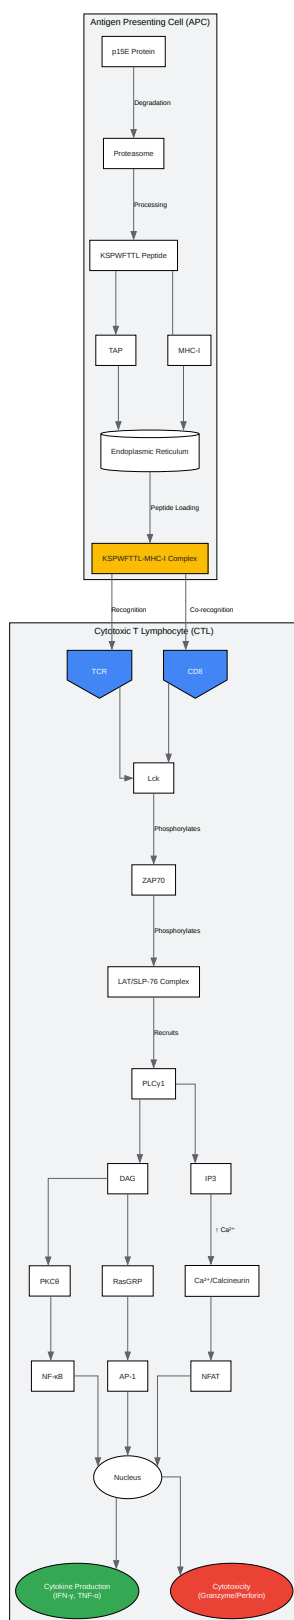 Antigen Presenting Cell (APC)
p15E Protein
Degradation
Proteasome
Processing
KSPWFTTL Peptide
TAP
MHC-I
Endoplasmic Reticulum
Peptide Loading
KSPWFTTL-MHC-I Complex
Recognition
Co-recognition
Cytotoxic T Lymphocyte (CTL)
TCR
CD8
Lck
Phosphorylates
ZAP70
Phosphorylates
LAT/SLP-76 Complex
Recruits
PLCγ1
DAG
IP3
↑ Ca²⁺
PKCθ
RasGRP
Ca²⁺/Calcineurin
NF-κB
AP-1
NFAT
Nucleus
Cytokine Production
(IFN-γ, TNF-α)
Cytotoxicity
(Granzyme/Perforin)